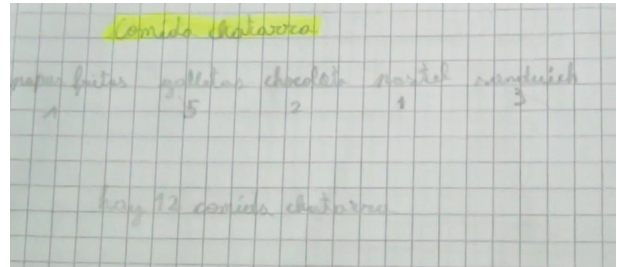 comida chatarra
papas fritas galletas chocolate pastel sandwich
1 5 2 1 3
hay 12 comida chatarra